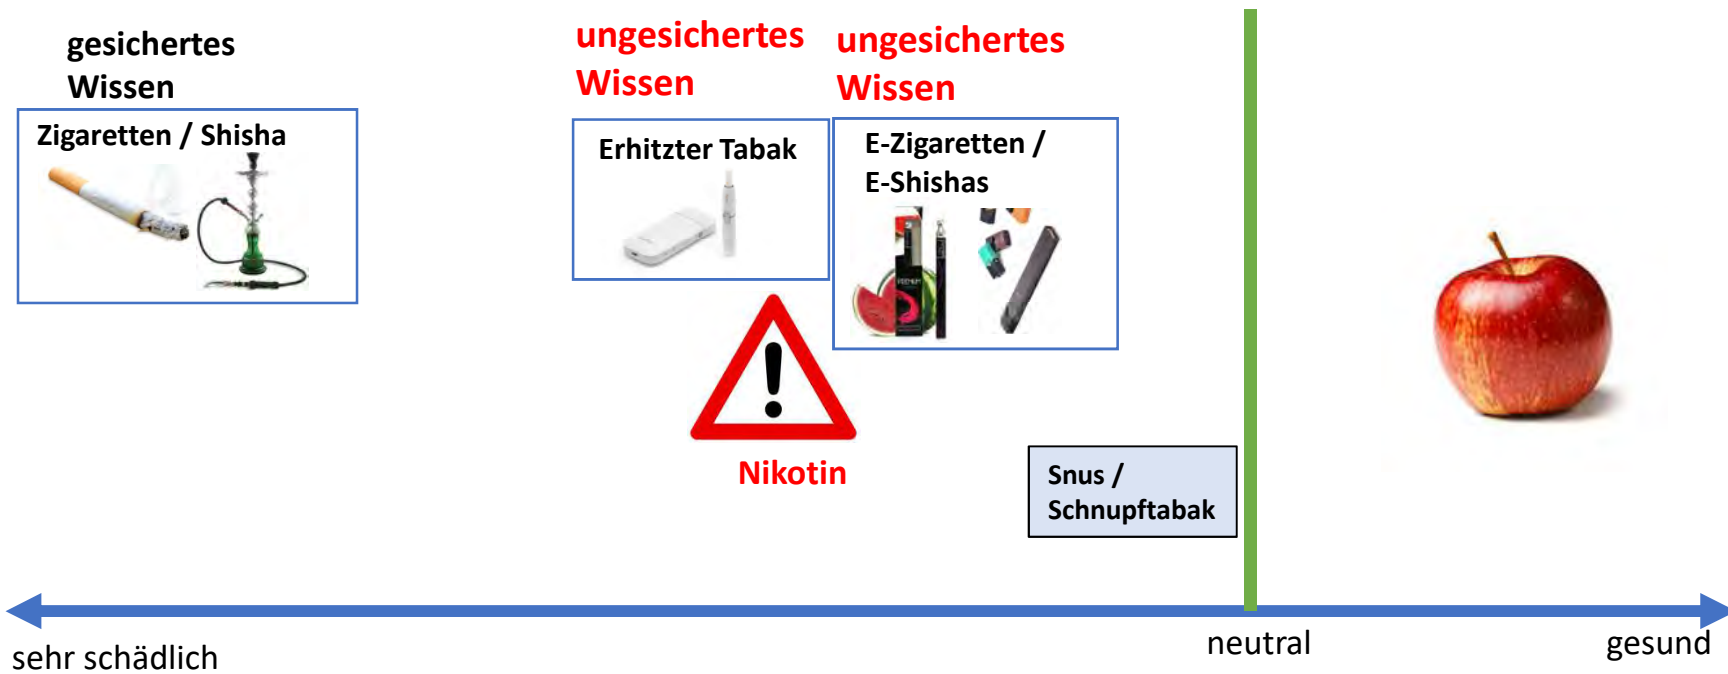 gesichertes
Wissen
ungesichertes
Wissen
ungesichertes
Wissen
Zigaretten / Shisha
Erhitzter Tabak
E-Zigaretten /
E-Shishas
PREMIUM
Nikotin
Snus /
Schnupftabak
sehr schädlich
neutral
gesund